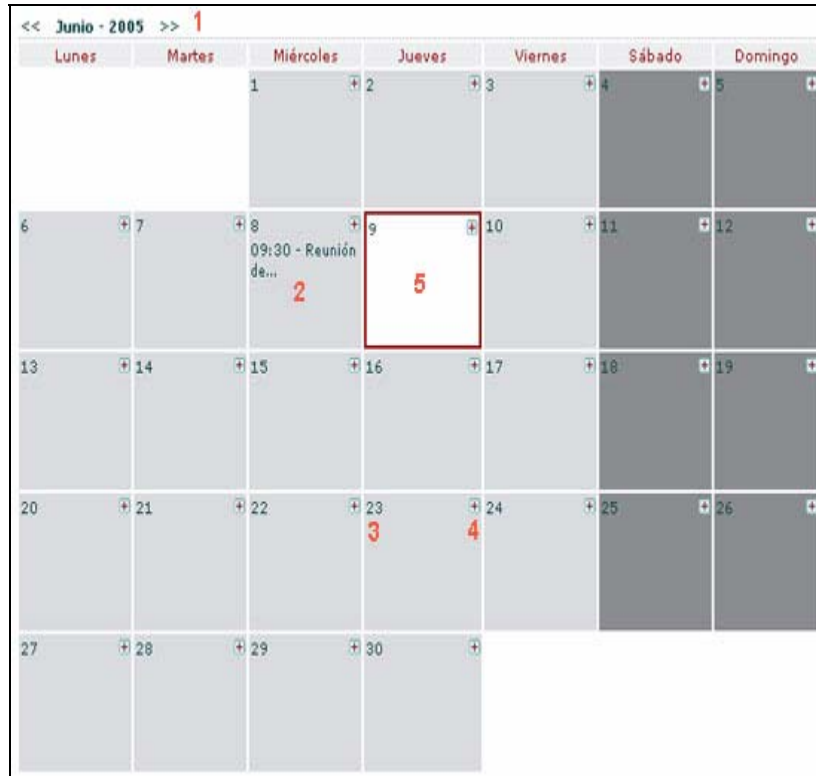 << Junio - 2005 >> 1
Lunes Martes Miércoles Jueves Viernes Sábado Domingo
1 + 2 + 3 + 4 + 5 +
6 + 7 + 8 + 9 + 10 + 11 + 12 +
09:30 - Reunión
de...
2 5
13 + 14 + 15 + 16 + 17 + 18 + 19 +
20 + 21 + 22 + 23 + 24 + 25 + 26 +
3 4
27 + 28 + 29 + 30 +